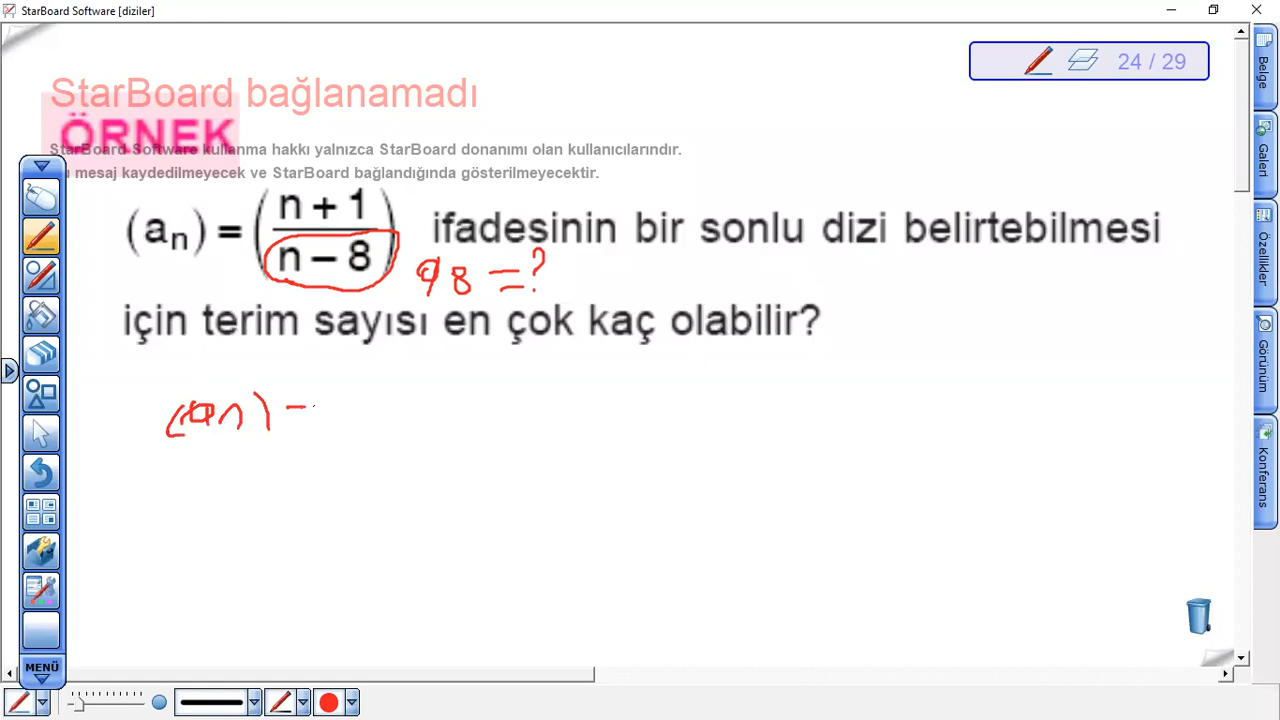 StarBoard Software [diziler]
24 / 29
StarBoard bağlanamadı
ÖRNEK
StarBoard Software kullanma hakkı yalnızca StarBoard donanımı olan kullanıcılarındır.
mesaj kaydedilmeyecek ve StarBoard bağlandığında gösterilmeyecektir.
(aₙ) = ((n + 1)/(n – 8)) ifadesinin bir sonlu dizi belirtebilmesi
a8 = ?
için terim sayısı en çok kaç olabilir?
(an) =
MENÜ
Belge
Galeri
Özellikler
Görünüm
Konferans